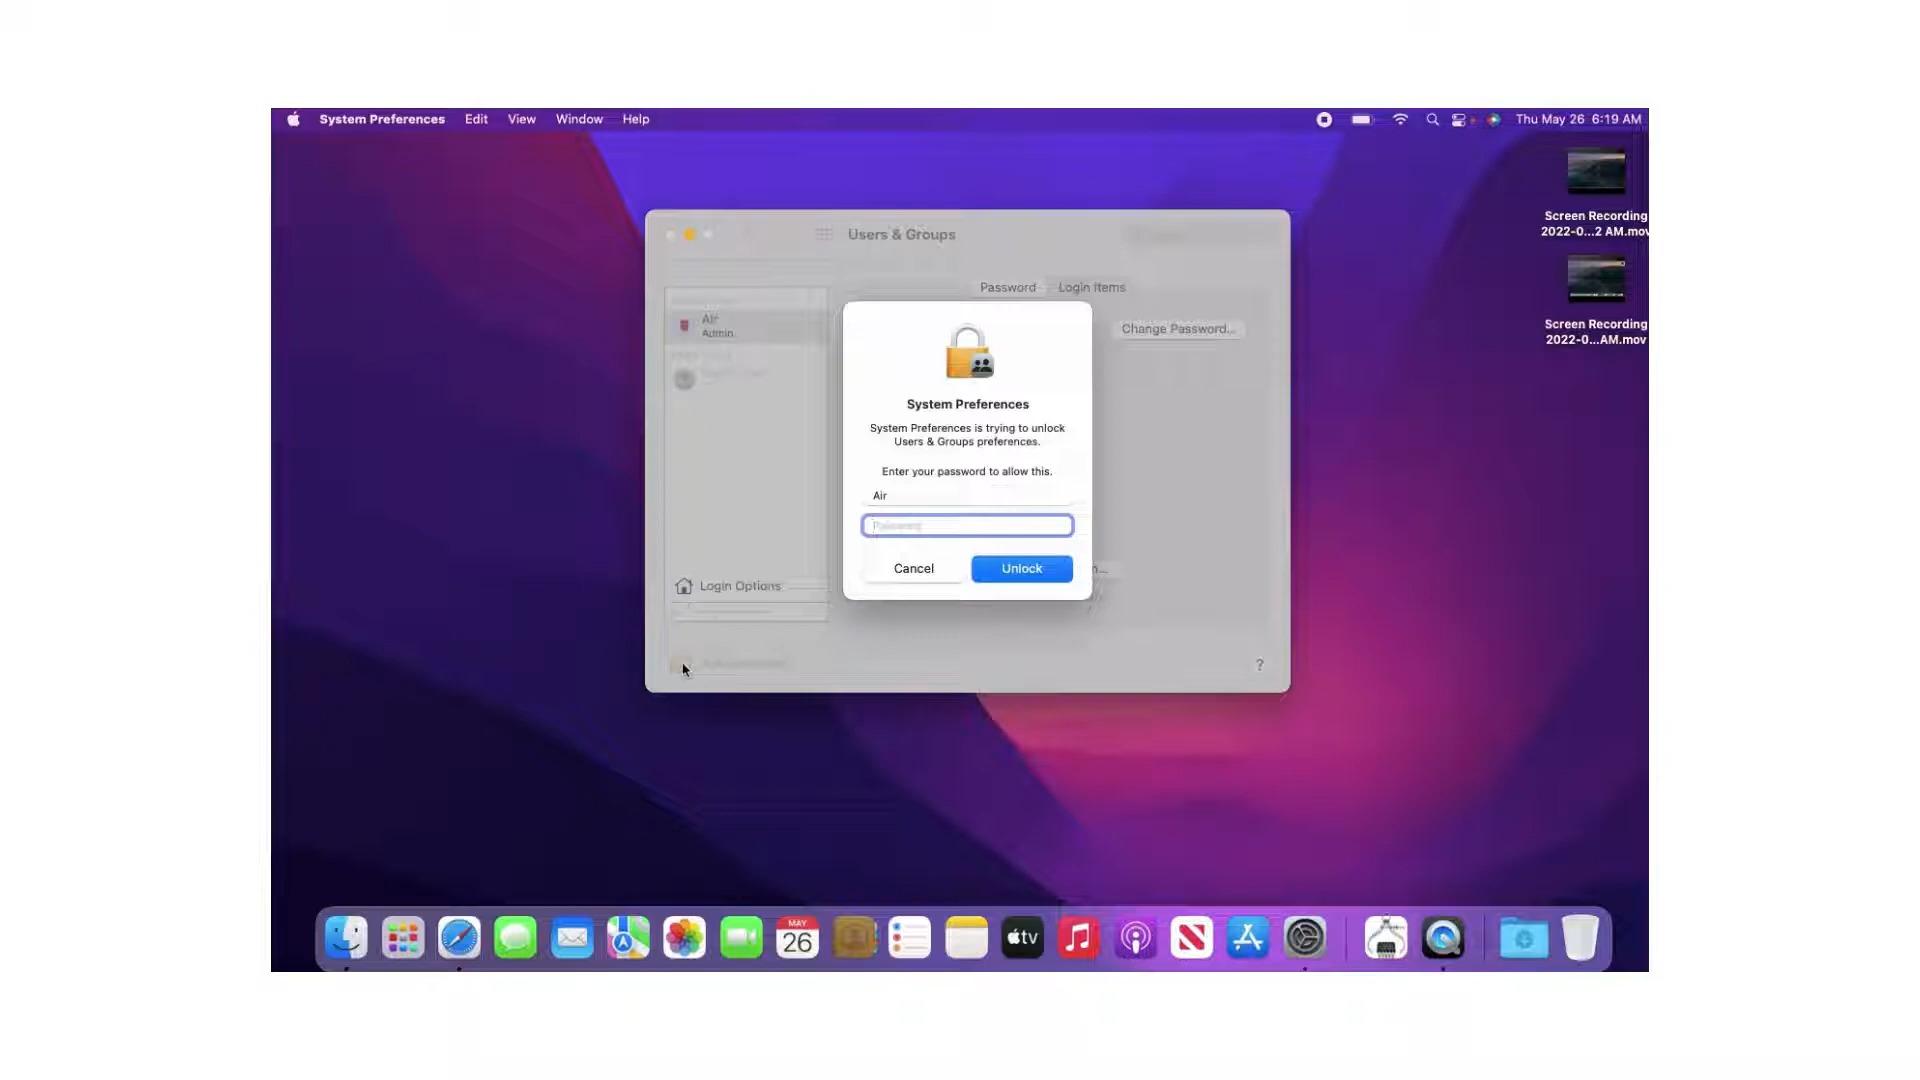 System Preferences Edit View Window Help Thu May 26 6:19 AM
Screen Recording
2022-0...2 AM.mov
Screen Recording
2022-0...AM.mov
Users & Groups
Password Login Items
Air
Admin
Change Password...
System Preferences
System Preferences is trying to unlock
Users & Groups preferences.
Enter your password to allow this.
Air
Password
Cancel Unlock
Login Options
?
MAY
26
tv